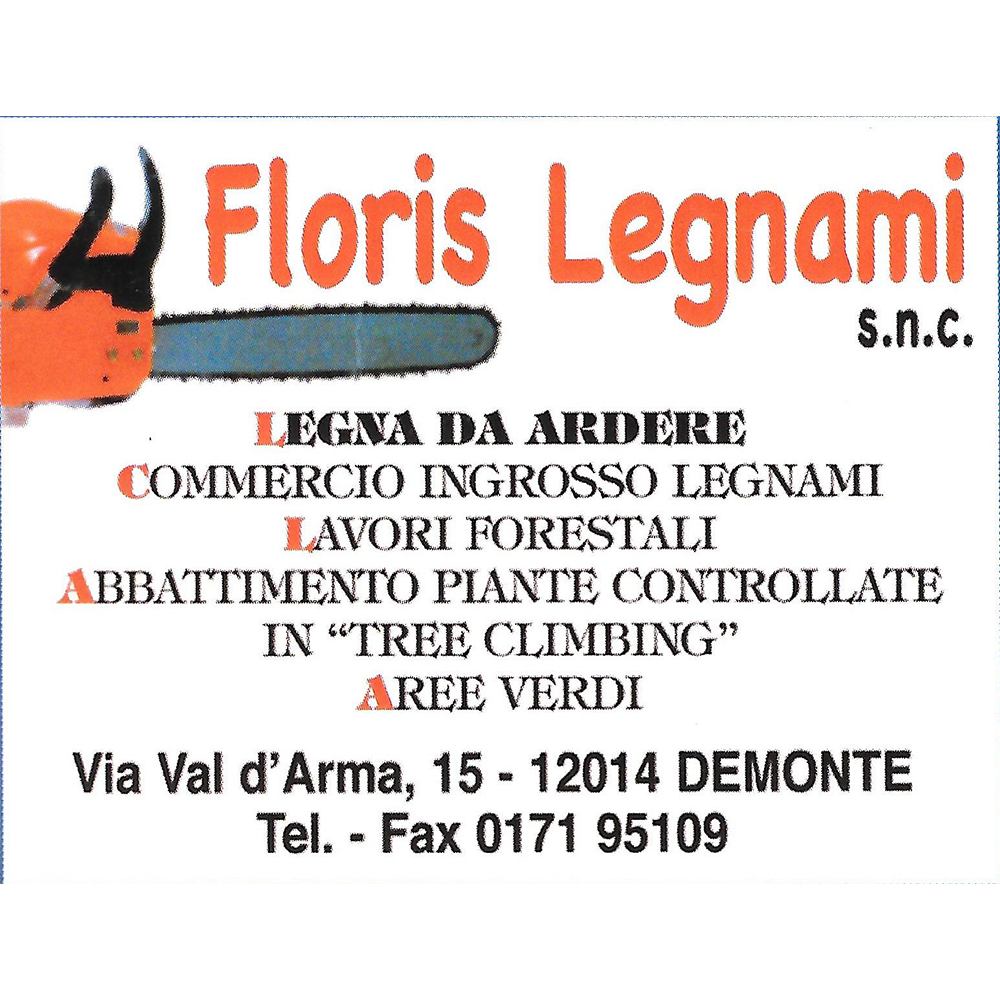 Floris Legnami
s.n.c.
LEGNA DA ARDERE
COMMERCIO INGROSSO LEGNAMI
LAVORI FORESTALI
ABBATTIMENTO PIANTE CONTROLLATE
IN “TREE CLIMBING”
AREE VERDI
Via Val d’Arma, 15 - 12014 DEMONTE
Tel. - Fax 0171 95109